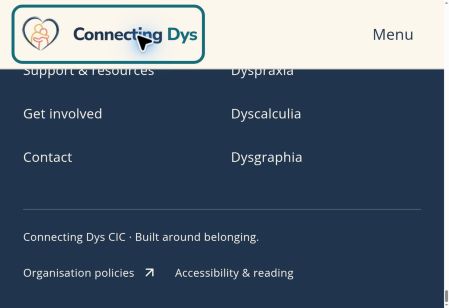 Connecting Dys
Menu
Support & resources
Dyspraxia
Get involved
Dyscalculia
Contact
Dysgraphia
Connecting Dys CIC · Built around belonging.
Organisation policies
Accessibility & reading